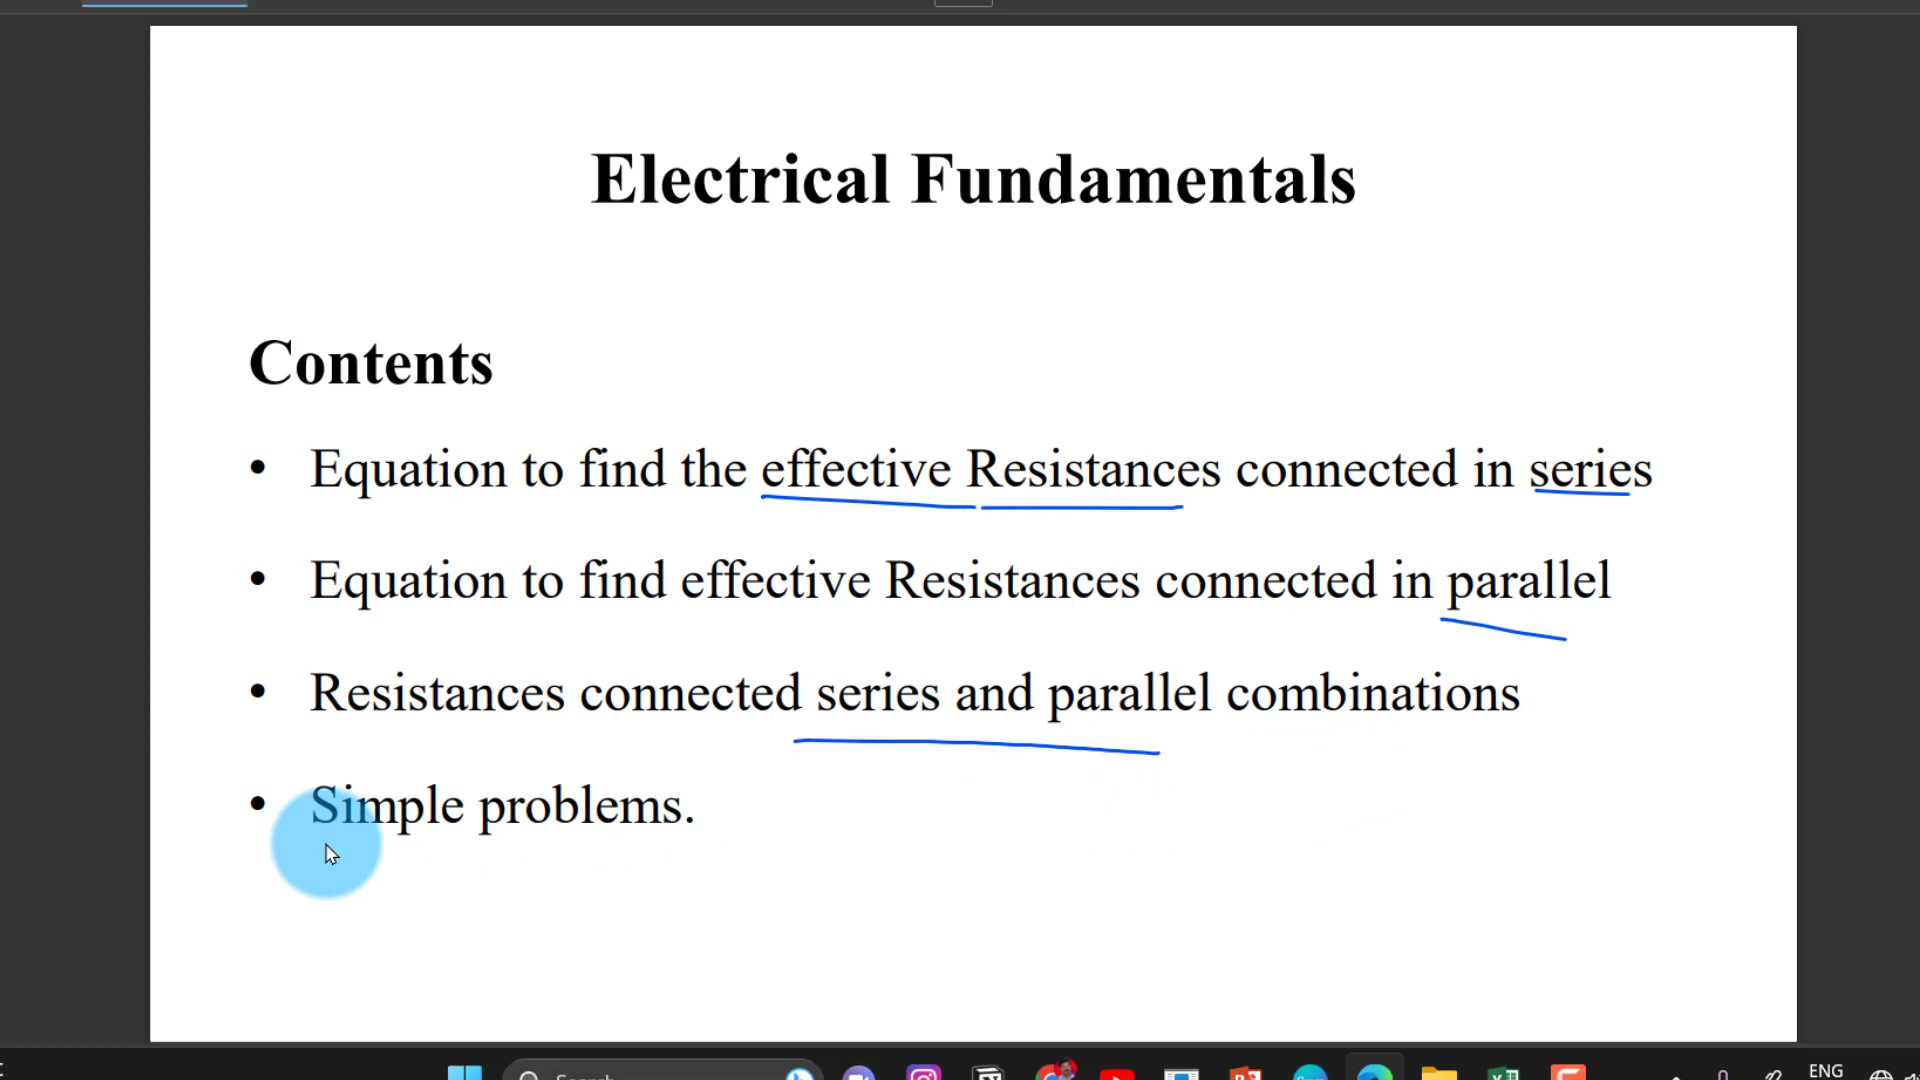 Electrical Fundamentals
Contents
• Equation to find the effective Resistances connected in series
• Equation to find effective Resistances connected in parallel
• Resistances connected series and parallel combinations
• Simple problems.
ENG